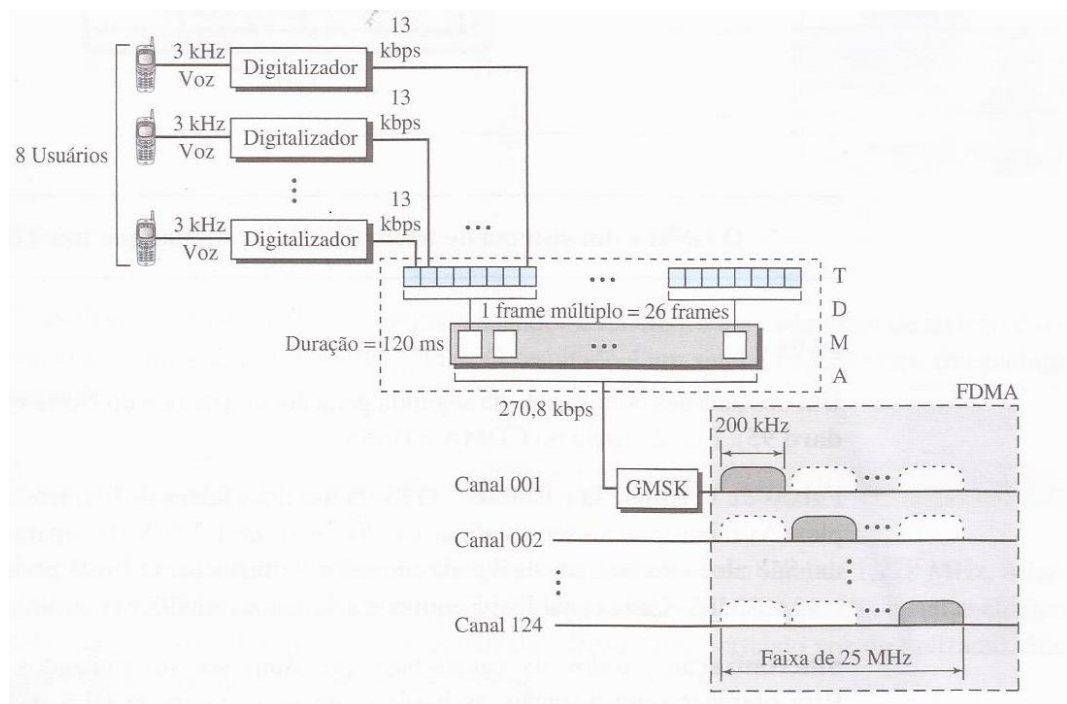 13
kbps
3 kHz
Voz
Digitalizador
13
kbps
3 kHz
Voz
Digitalizador
8 Usuários
13
kbps
3 kHz
Voz
Digitalizador
T
D
M
A
1 frame múltiplo = 26 frames
Duração = 120 ms
270,8 kbps
FDMA
200 kHz
Canal 001
GMSK
Canal 002
Canal 124
Faixa de 25 MHz